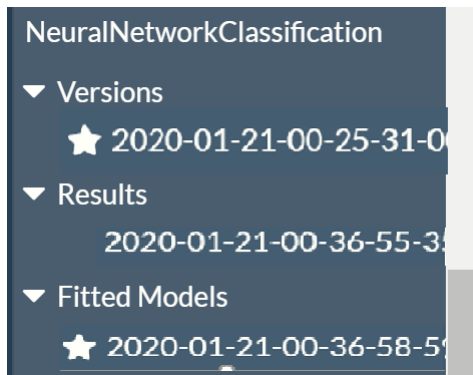 NeuralNetworkClassification
Versions
2020-01-21-00-25-31-0
Results
2020-01-21-00-36-55-3
Fitted Models
2020-01-21-00-36-58-5